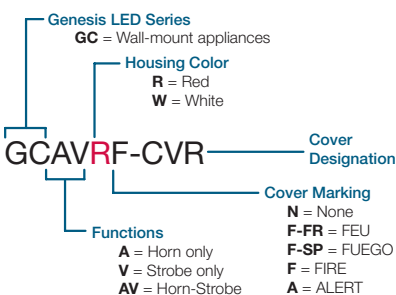 Genesis LED Series
GC = Wall-mount appliances
Housing Color
R = Red
W = White
GCAVRF-CVR
Cover
Designation
Cover Marking
N = None
F-FR = FEU
F-SP = FUEGO
F = FIRE
A = ALERT
Functions
A = Horn only
V = Strobe only
AV = Horn-Strobe